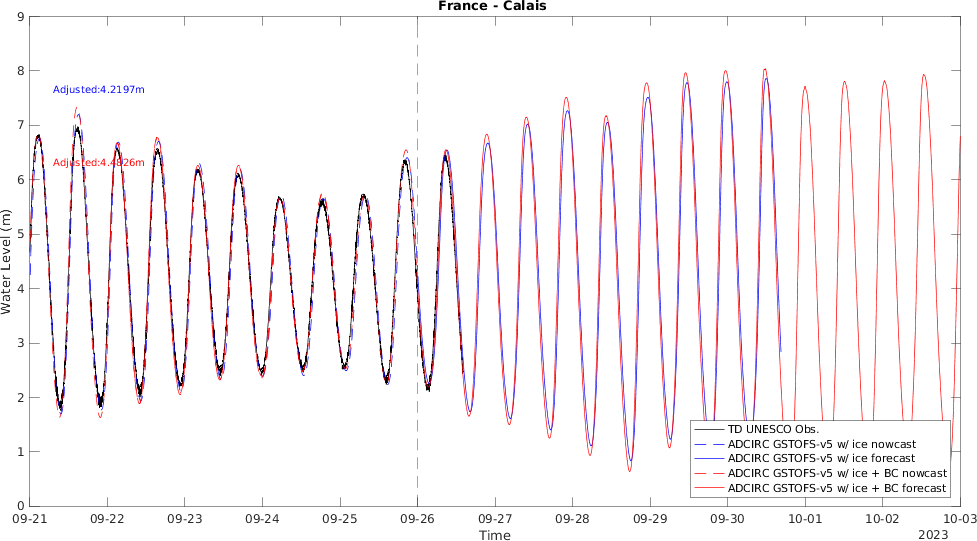 France - Calais
9
8
7
6
5
4
3
2
1
0
Water Level (m)
Adjusted:4.2197m
Adjusted:4.4826m
TD UNESCO Obs.
ADCIRC GSTOFS-v5 w/ ice nowcast
ADCIRC GSTOFS-v5 w/ ice forecast
ADCIRC GSTOFS-v5 w/ ice + BC nowcast
ADCIRC GSTOFS-v5 w/ ice + BC forecast
09-21 09-22 09-23 09-24 09-25 09-26 09-27 09-28 09-29 09-30 10-01 10-02 10-03
Time
2023